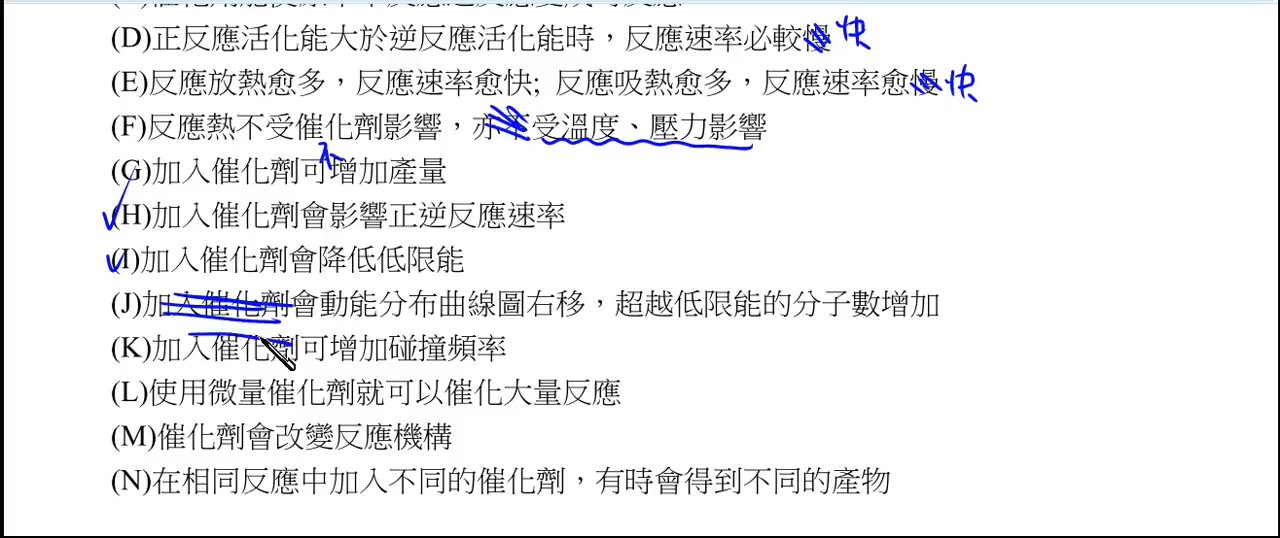 (D)正反應活化能大於逆反應活化能時，反應速率必較慢 快
(E)反應放熱愈多，反應速率愈快; 反應吸熱愈多，反應速率愈慢 快
(F)反應熱不受催化劑影響，亦不受溫度、壓力影響
不
(G)加入催化劑可增加產量
(H)加入催化劑會影響正逆反應速率
(I)加入催化劑會降低低限能
(J)加入催化劑會動能分布曲線圖右移，超越低限能的分子數增加
(K)加入催化劑可增加碰撞頻率
(L)使用微量催化劑就可以催化大量反應
(M)催化劑會改變反應機構
(N)在相同反應中加入不同的催化劑，有時會得到不同的產物